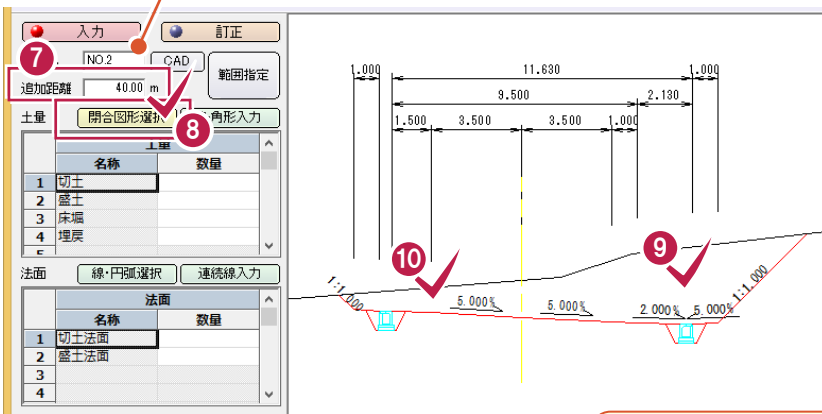 入力 訂正
7 NO.2 CAD 範囲指定
追加距離 40.00 m
土量 閉合図形選択 角形入力
8
土量
名称 数量
1 切土
2 盛土
3 床堀
4 埋戻
5
法面 線・円弧選択 連続線入力
法面
名称 数量
1 切土法面
2 盛土法面
3
4
1.000 11.630 1.000
9.500 2.130
1.500 3.500 3.500 1.000
10 9
1:1.000 5.000% 5.000% 2.000% 5.000% 1:1.000